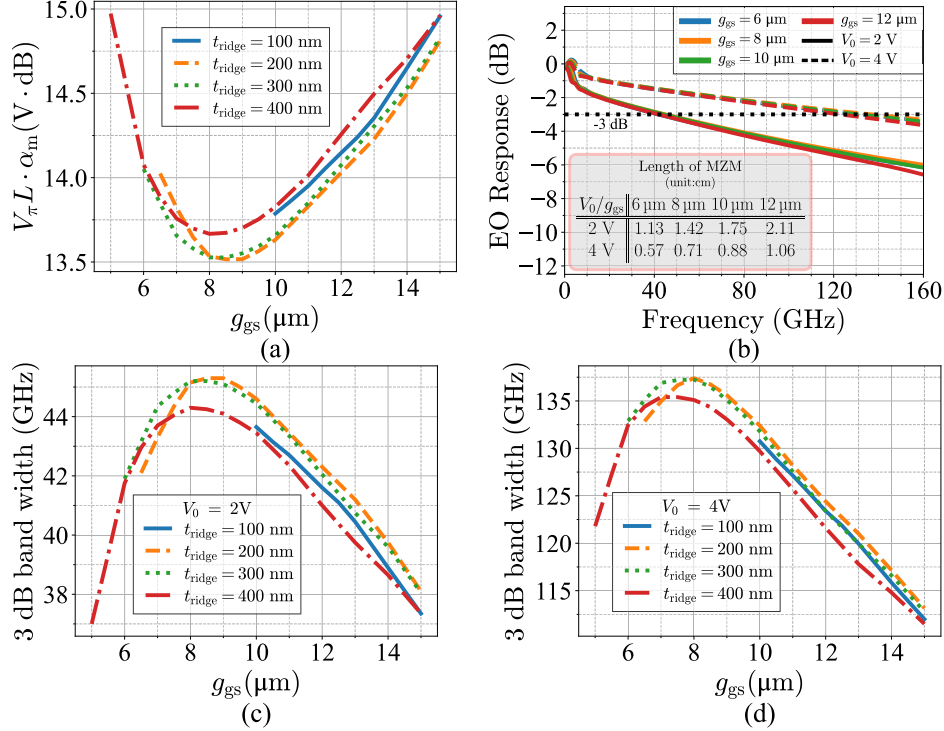 15.0
14.5
14.0
13.5
V_π L · α_m (V · dB)
t_ridge = 100 nm
t_ridge = 200 nm
t_ridge = 300 nm
t_ridge = 400 nm
6 8 10 12 14
g_gs(μm)
(a)
0
−2
−4
−6
−8
−10
−12
EO Response (dB)
g_gs = 6 μm
g_gs = 8 μm
g_gs = 10 μm
g_gs = 12 μm
V_0 = 2 V
V_0 = 4 V
-3 dB
Length of MZM
(unit:cm)
V_0/g_gs 6 μm 8 μm 10 μm 12 μm
2 V 1.13 1.42 1.75 2.11
4 V 0.57 0.71 0.88 1.06
0 40 80 120 160
Frequency (GHz)
(b)
44
42
40
38
3 dB band width (GHz)
V_0 = 2V
t_ridge = 100 nm
t_ridge = 200 nm
t_ridge = 300 nm
t_ridge = 400 nm
6 8 10 12 14
g_gs(μm)
(c)
135
130
125
120
115
3 dB band width (GHz)
V_0 = 4V
t_ridge = 100 nm
t_ridge = 200 nm
t_ridge = 300 nm
t_ridge = 400 nm
6 8 10 12 14
g_gs(μm)
(d)